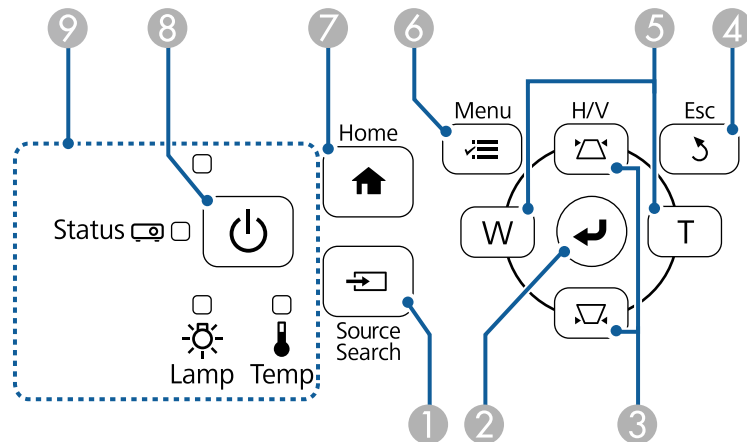 9 8 7 6 5 4
Menu H/V Esc
Home
Status W T
Source
Search
Lamp Temp
1 2 3